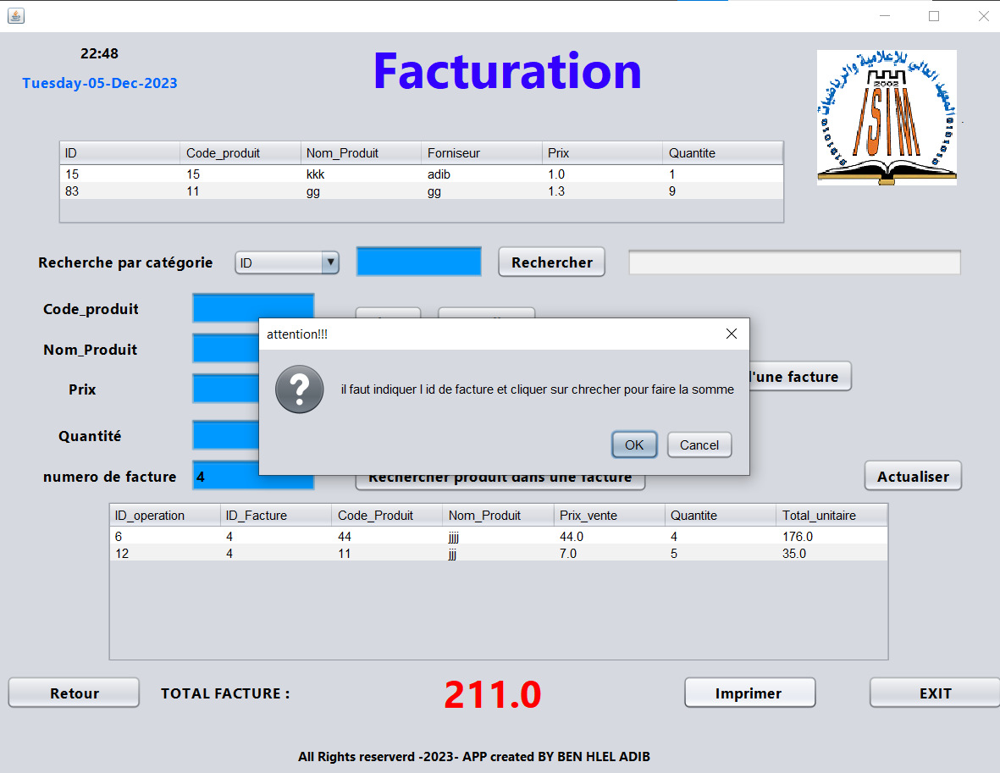 22:48
Tuesday-05-Dec-2023
Facturation
المعهد العالي للإعلامية والرياضيات
2002
ISIM
ID Code_produit Nom_Produit Forniseur Prix Quantite
15 15 kkk adib 1.0 1
83 11 gg gg 1.3 9
Recherche par catégorie ID Rechercher
Code_produit
attention!!!
Nom_Produit
d'une facture
Prix
il faut indiquer l id de facture et cliquer sur chrecher pour faire la somme
Quantité
OK Cancel
numero de facture 4 Rechercher produit dans une facture Actualiser
ID_operation ID_Facture Code_Produit Nom_Produit Prix_vente Quantite Total_unitaire
6 4 44 jjjj 44.0 4 176.0
12 4 11 jjj 7.0 5 35.0
Retour TOTAL FACTURE : 211.0 Imprimer EXIT
All Rights reserverd -2023- APP created BY BEN HLEL ADIB